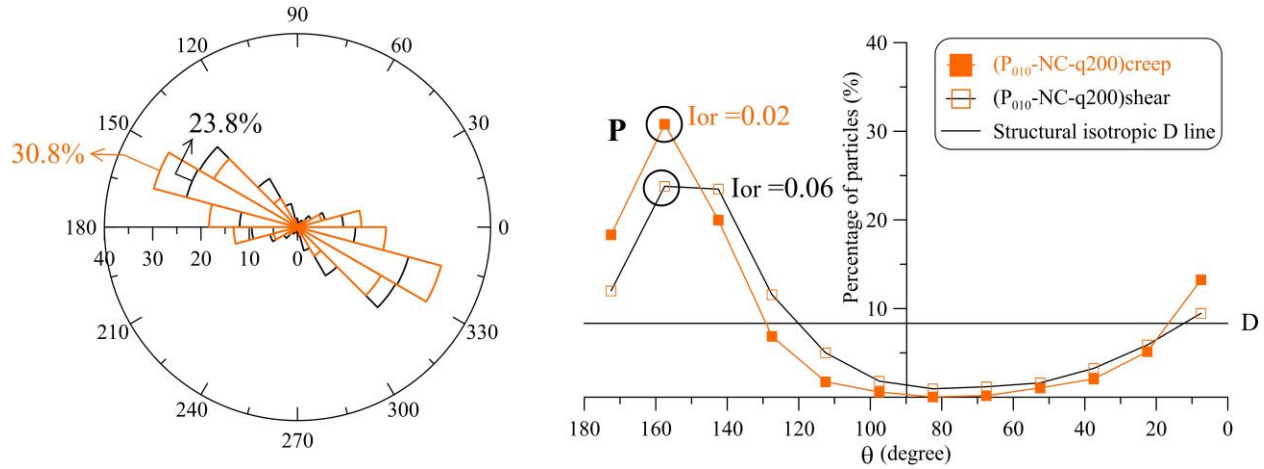 90
120
60
150
30
23.8%
30.8%
180
0
40 30 20 10 0
210
330
240
300
270
40
30
20
10
Percentage of particles (%)
P
Ior =0.02
Ior =0.06
(P₀₁₀-NC-q200)creep
(P₀₁₀-NC-q200)shear
Structural isotropic D line
D
180 160 140 120 100 80 60 40 20 0
θ (degree)